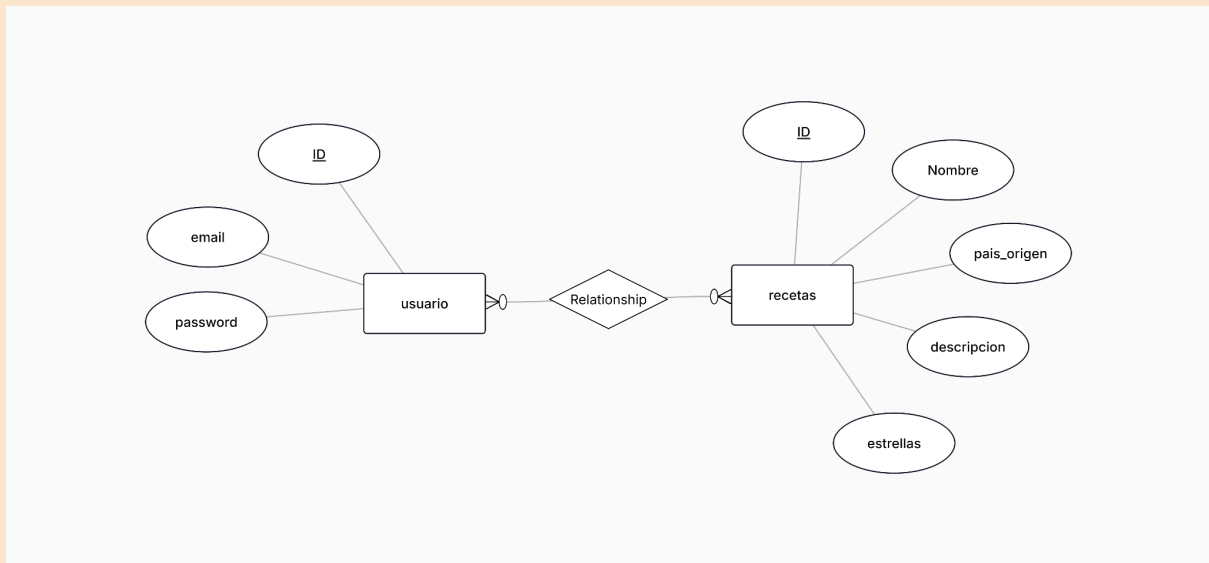 ID
email
password
usuario
Relationship
recetas
ID
Nombre
pais_origen
descripcion
estrellas